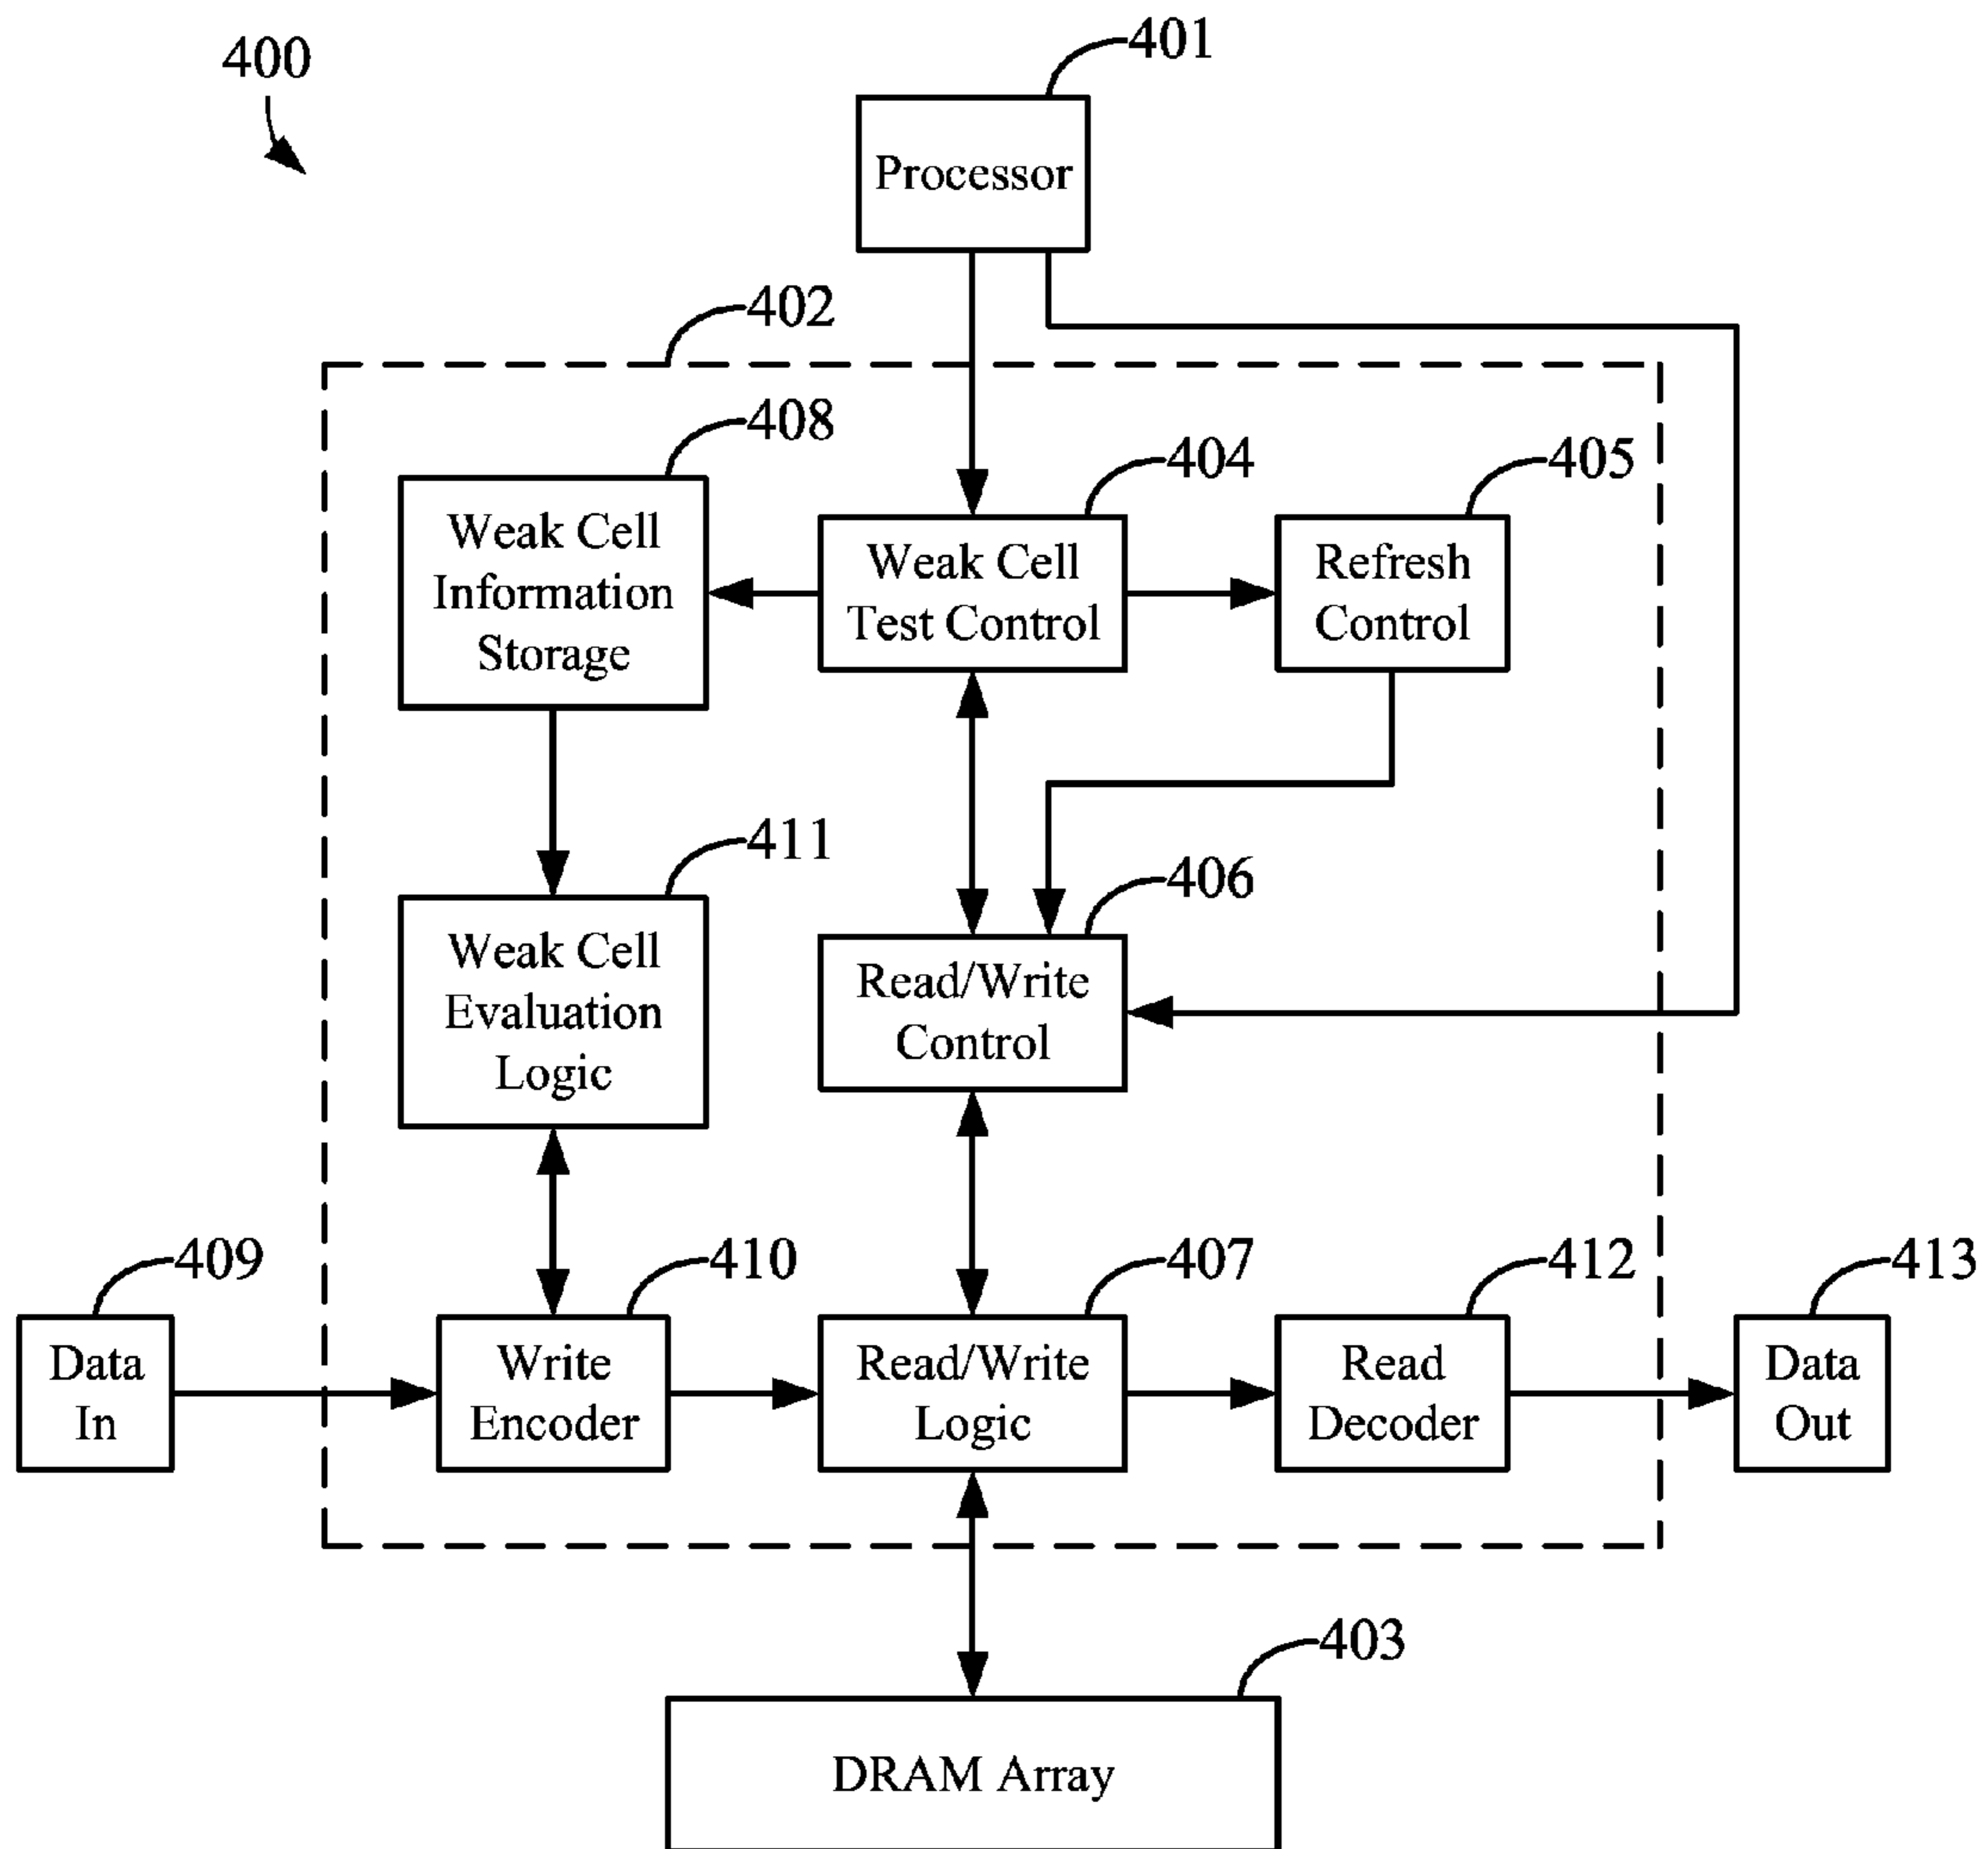 400
401
Processor
402
408
404
405
Weak Cell
Information
Storage
Weak Cell
Test Control
Refresh
Control
411
406
Weak Cell
Evaluation
Logic
Read/Write
Control
409
410
407
412
413
Data
In
Write
Encoder
Read/Write
Logic
Read
Decoder
Data
Out
403
DRAM Array